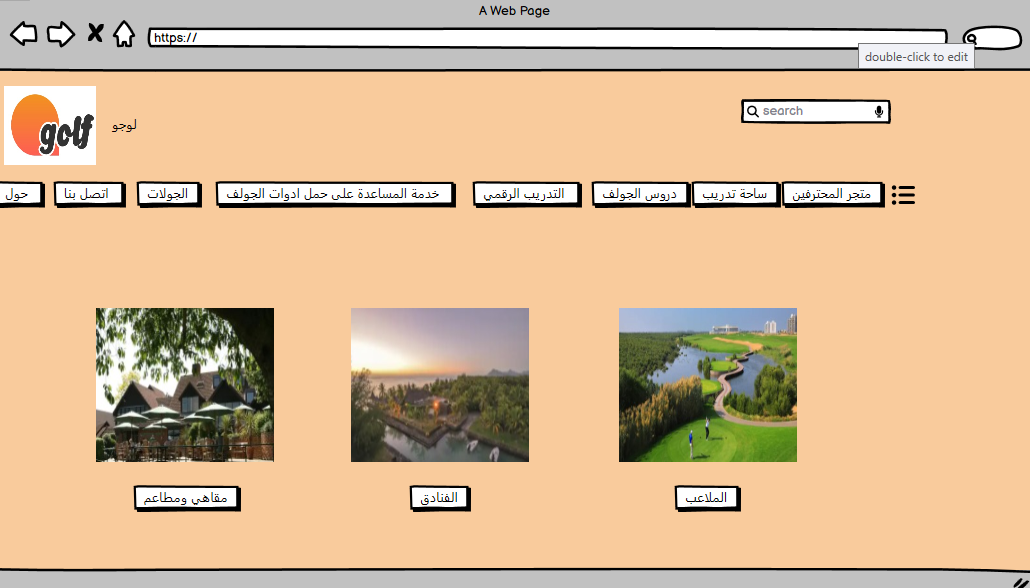 A Web Page
https://
double-click to edit
golf
لوجو
search
متجر المحترفين
ساحة تدريب
دروس الجولف
التدريب الرقمي
خدمة المساعدة على حمل ادوات الجولف
الجولات
اتصل بنا
حول
الملاعب
الفنادق
مقاهي ومطاعم